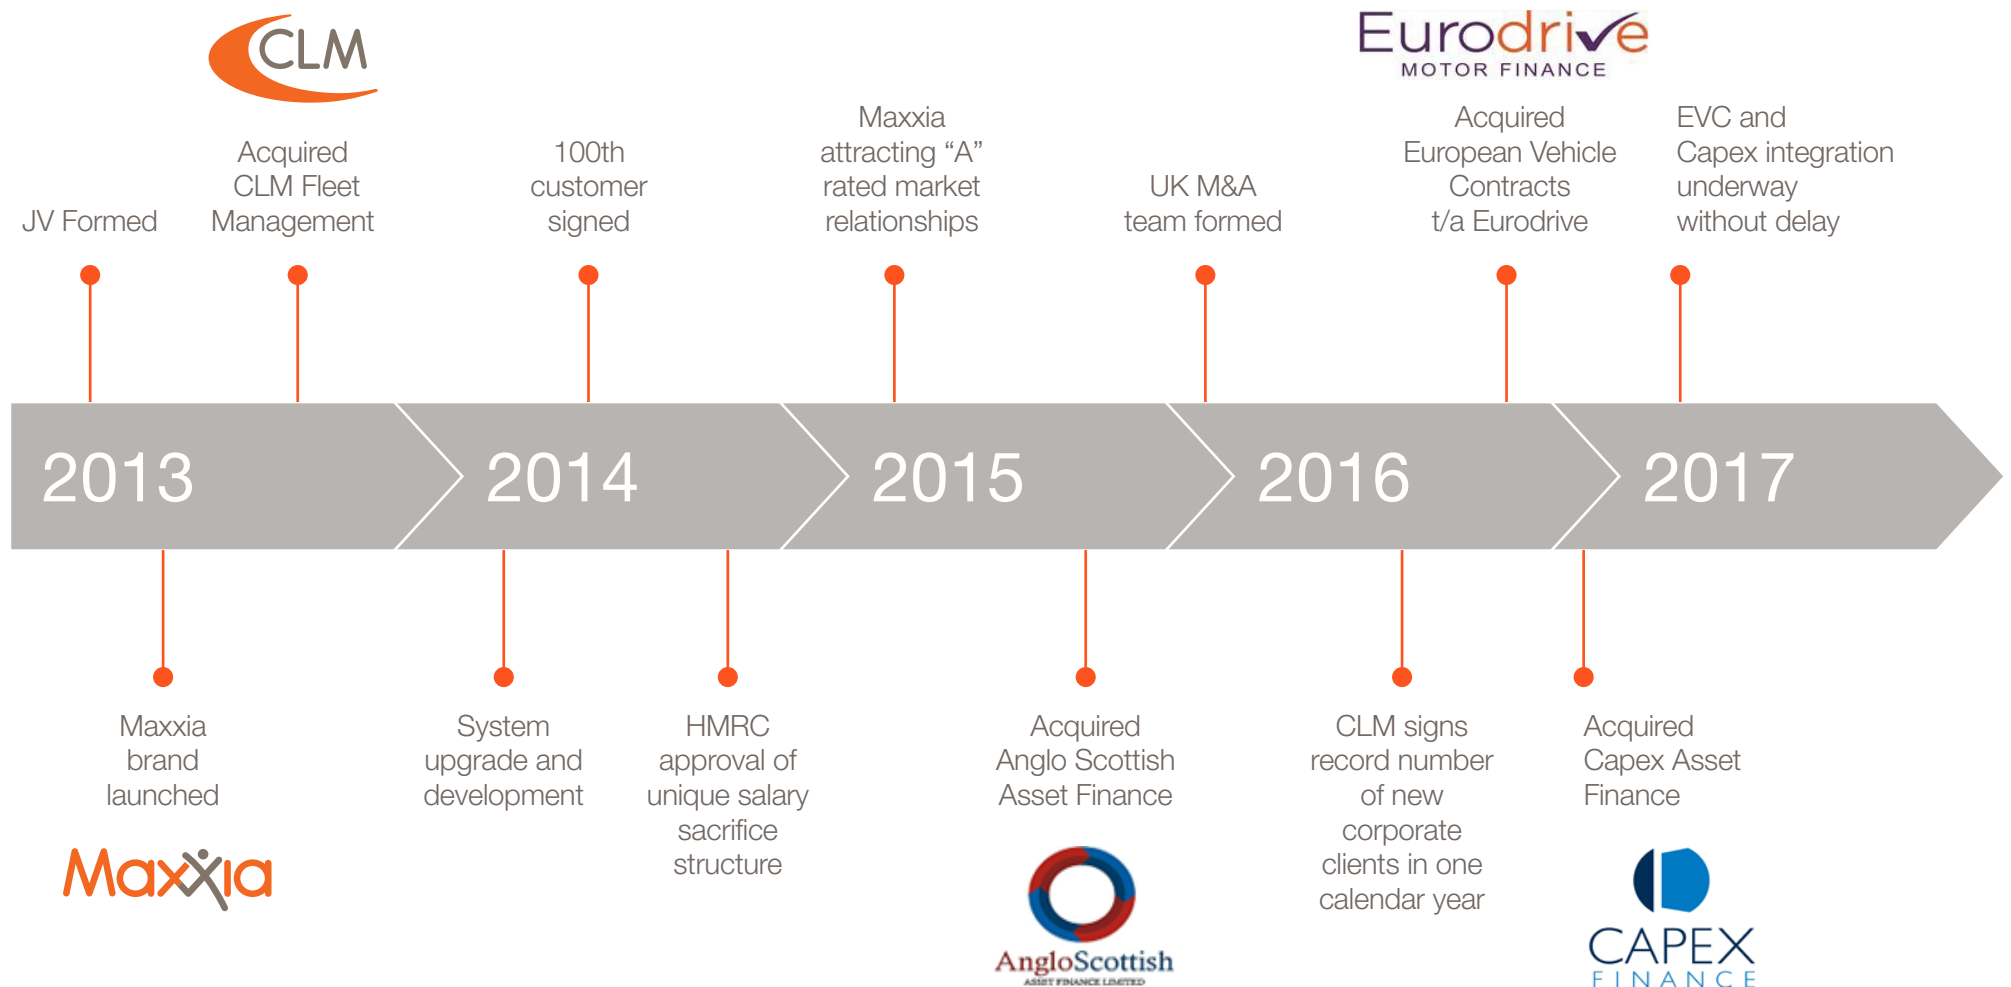 CLM
Eurodrive
MOTOR FINANCE
JV Formed
Acquired
CLM Fleet
Management
100th
customer
signed
Maxxia
attracting “A”
rated market
relationships
UK M&A
team formed
Acquired
European Vehicle
Contracts
t/a Eurodrive
EVC and
Capex integration
underway
without delay
2013
2014
2015
2016
2017
Maxxia
brand
launched
Maxxia
System
upgrade and
development
HMRC
approval of
unique salary
sacrifice
structure
Acquired
Anglo Scottish
Asset Finance
AngloScottish
ASSET FINANCE LIMITED
CLM signs
record number
of new
corporate
clients in one
calendar year
Acquired
Capex Asset
Finance
CAPEX
FINANCE